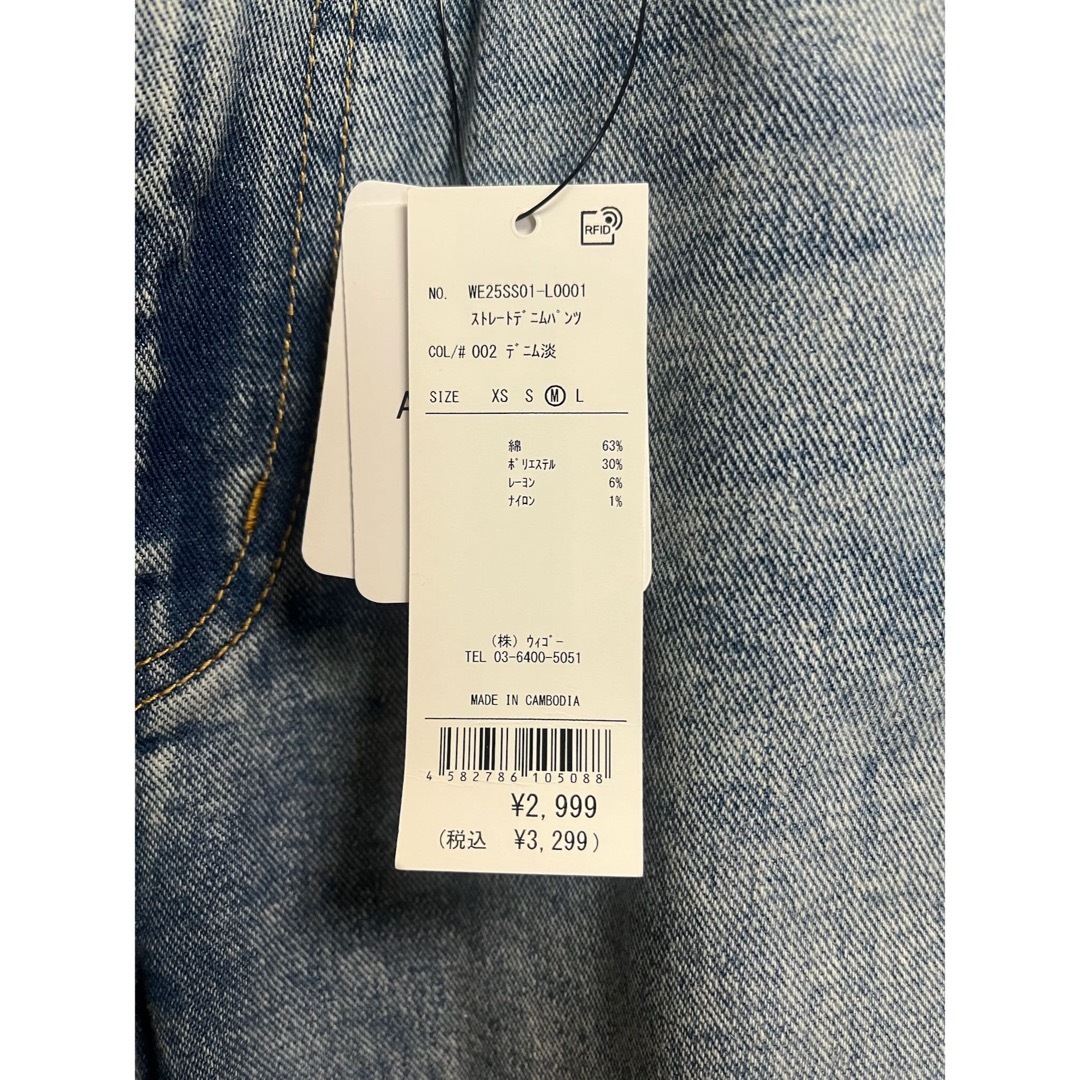 RFID
NO. WE25SS01-L0001
ｽﾄﾚｰﾄﾃﾞﾆﾑﾊﾟﾝﾂ
COL/# 002 ﾃﾞﾆﾑ淡
SIZE XS S M L
綿 63%
ﾎﾟﾘｴｽﾃﾙ 30%
ﾚｰﾖﾝ 6%
ﾅｲﾛﾝ 1%
A
(株) ｳｨｺﾞｰ
TEL 03-6400-5051
MADE IN CAMBODIA
4 582786 105088
¥2,999
(税込 ¥3,299)